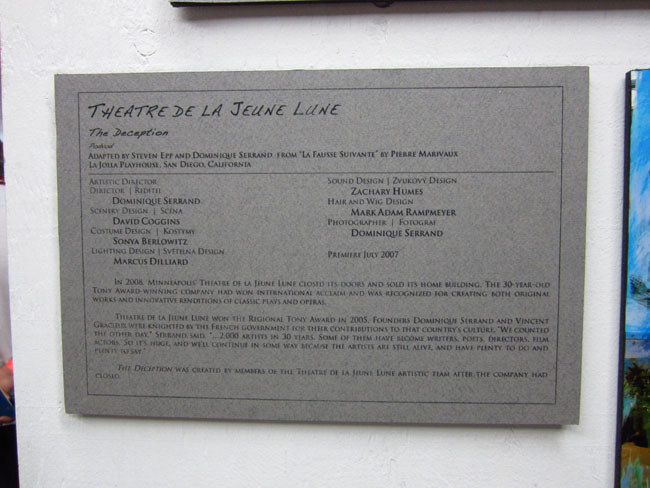 Theatre de la Jeune Lune
The Deception
Podvod
Adapted by Steven Epp and Dominique Serrand from "La Fausse Suivante" by Pierre Marivaux
La Jolla Playhouse, San Diego, California
Artistic Director
Director | Reditel
Dominique Serrand
Scenery Design | Scéna
David Coggins
Costume Design | Kostymy
Sonya Berlowitz
Lighting Design | Světelná Design
Marcus Dilliard
Sound Design | Zvukový Design
Zachary Humes
Hair and Wig Design
Mark Adam Rampmeyer
Photographer | Fotograf
Dominique Serrand
Premiere July 2007
In 2008, Minneapolis' Theatre de la Jeune Lune closed its doors and sold its home building. The 30-year-old
Tony Award winning company had won international acclaim and was recognized for creating both original
works and innovative renditions of classic plays and operas.
Theatre de la Jeune Lune won the Regional Tony Award in 2005. Founders Dominique Serrand and Vincent
Gracieux were knighted by the French government for their contributions to that country's culture. "We counted
the other day," Serrand said, "... 2,000 artists in 30 years. Some of them have become writers, poets, directors, film
actors. So it's huge, and we'll continue in some way because the artists are still alive, and have plenty to do and
plenty to say."
The Deception was created by members of the Theatre de la Jeune Lune artistic team after the company had
closed.